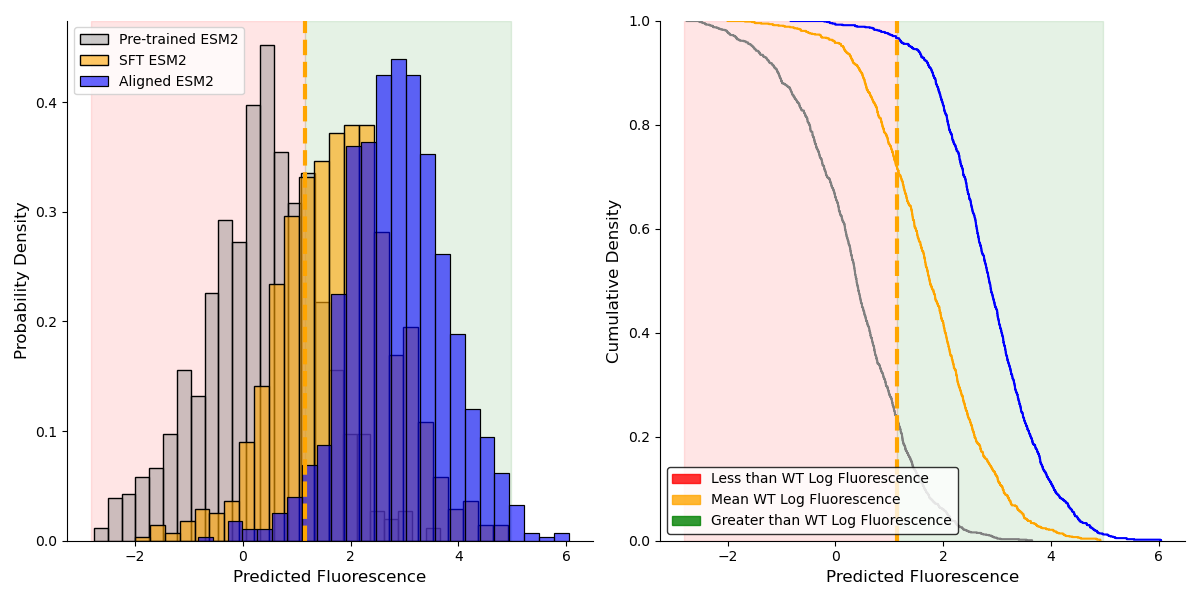 Pre-trained ESM2
SFT ESM2
Aligned ESM2
Probability Density
0.4
0.3
0.2
0.1
0.0
−2
0
2
4
6
Predicted Fluorescence
Cumulative Density
1.0
0.8
0.6
0.4
0.2
0.0
Less than WT Log Fluorescence
Mean WT Log Fluorescence
Greater than WT Log Fluorescence
−2
0
2
4
6
Predicted Fluorescence